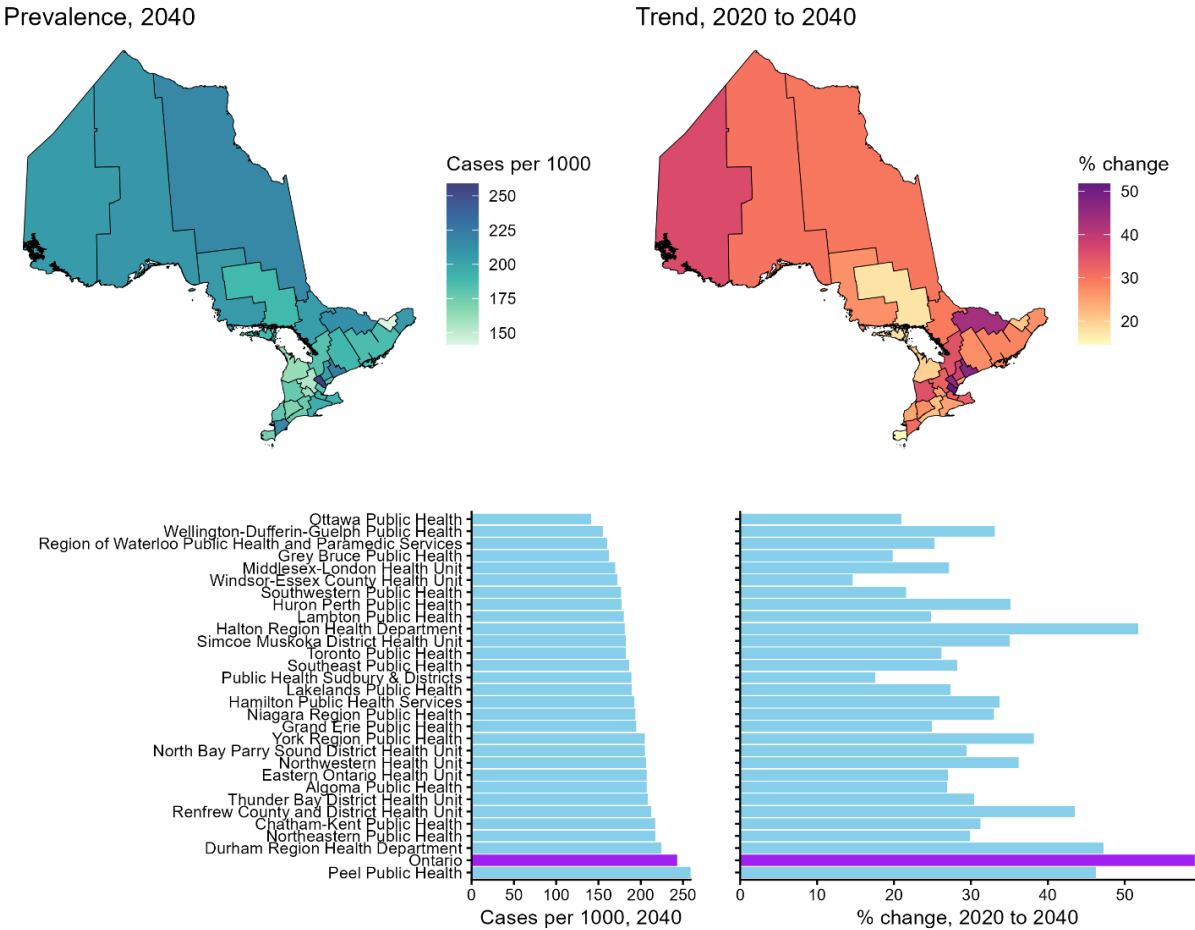 Prevalence, 2040
Trend, 2020 to 2040
Cases per 1000
250
225
200
175
150
% change
50
40
30
20
Ottawa Public Health
Wellington-Dufferin-Guelph Public Health
Region of Waterloo Public Health and Paramedic Services
Grey Bruce Public Health
Middlesex-London Health Unit
Windsor-Essex County Health Unit
Southwestern Public Health
Huron Perth Public Health
Lambton Public Health
Halton Region Health Department
Simcoe Muskoka District Health Unit
Toronto Public Health
Southeast Public Health
Public Health Sudbury & Districts
Lakelands Public Health
Hamilton Public Health Services
Niagara Region Public Health
Grand Erie Public Health
York Region Public Health
North Bay Parry Sound District Health Unit
Northwestern Health Unit
Eastern Ontario Health Unit
Algoma Public Health
Thunder Bay District Health Unit
Renfrew County and District Health Unit
Chatham-Kent Public Health
Northeastern Public Health
Durham Region Health Department
Ontario
Peel Public Health
0 50 100 150 200 250
Cases per 1000, 2040
0 10 20 30 40 50
% change, 2020 to 2040